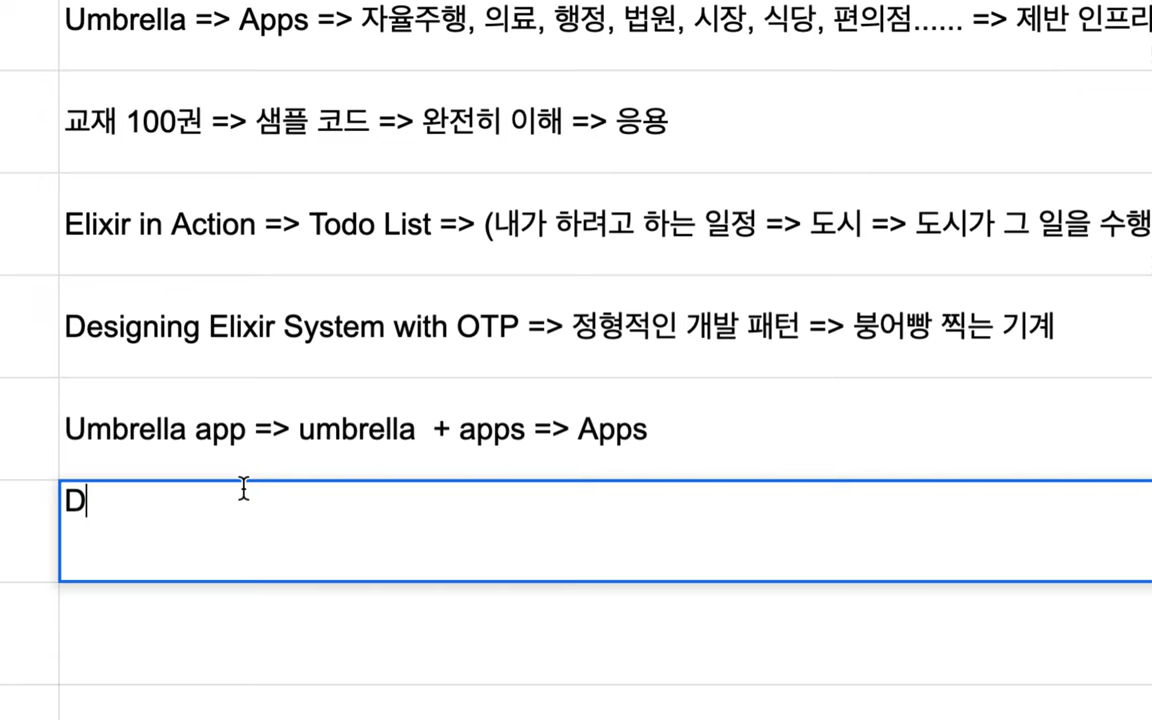 Umbrella => Apps => 자율주행, 의료, 행정, 법원, 시장, 식당, 편의점...... => 제반 인프라
교재 100권 => 샘플 코드 => 완전히 이해 => 응용
Elixir in Action => Todo List => (내가 하려고 하는 일정 => 도시 => 도시가 그 일을 수행
Designing Elixir System with OTP => 정형적인 개발 패턴 => 붕어빵 찍는 기계
Umbrella app => umbrella  + apps => Apps
D